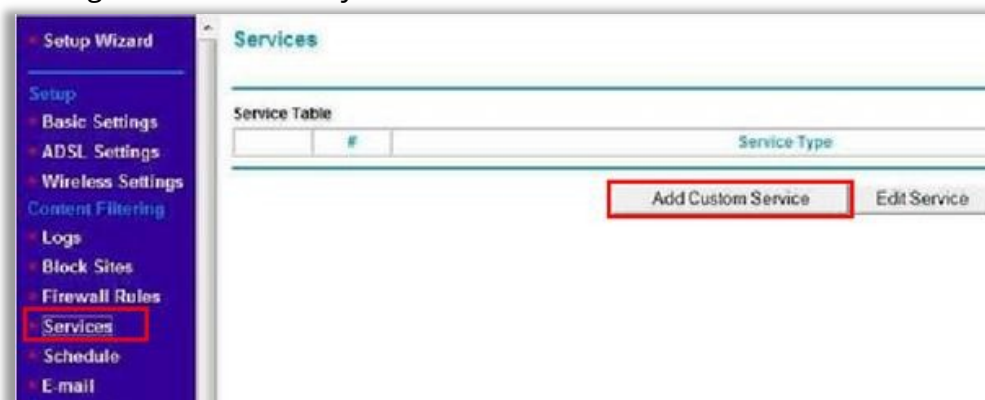 Setup Wizard
Setup
Basic Settings
ADSL Settings
Wireless Settings
Content Filtering
Logs
Block Sites
Firewall Rules
Services
Schedule
E-mail
Services
Service Table
# Service Type
Add Custom Service Edit Service